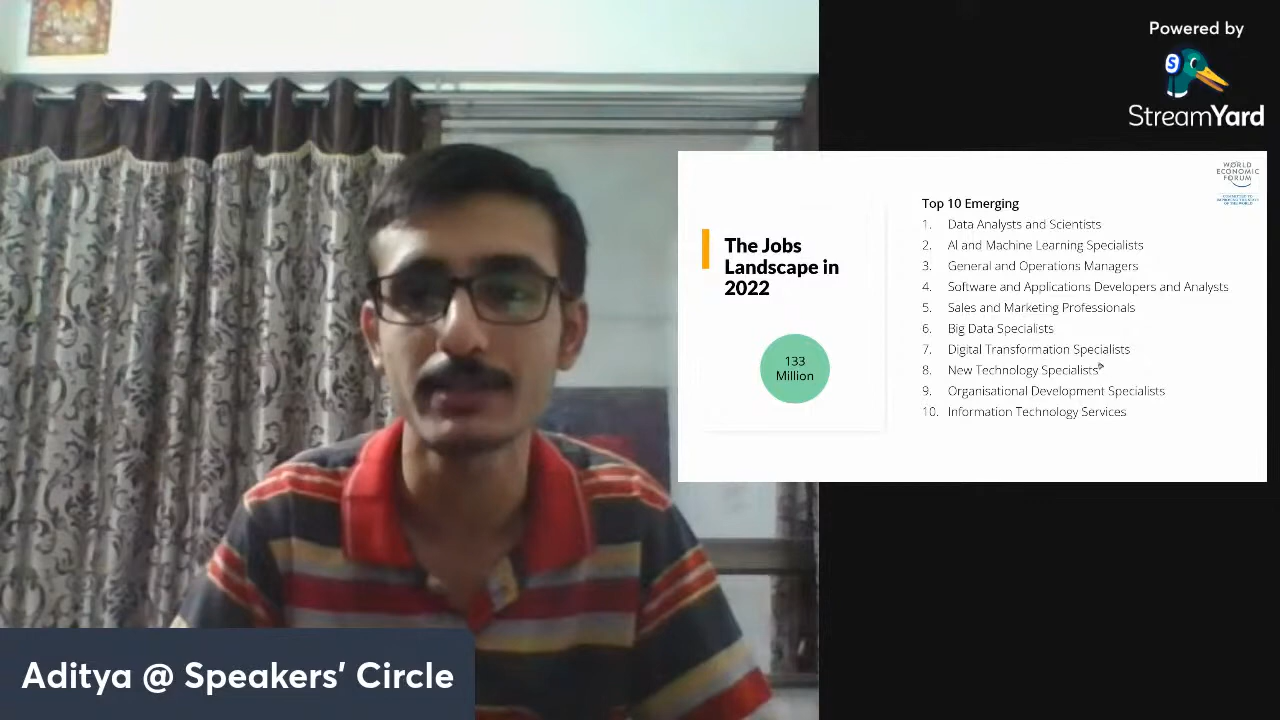 Powered by
StreamYard
WORLD
ECONOMIC
FORUM
The Jobs
Landscape in
2022
133
Million
Top 10 Emerging
1. Data Analysts and Scientists
2. AI and Machine Learning Specialists
3. General and Operations Managers
4. Software and Applications Developers and Analysts
5. Sales and Marketing Professionals
6. Big Data Specialists
7. Digital Transformation Specialists
8. New Technology Specialists
9. Organisational Development Specialists
10. Information Technology Services
Aditya @ Speakers' Circle